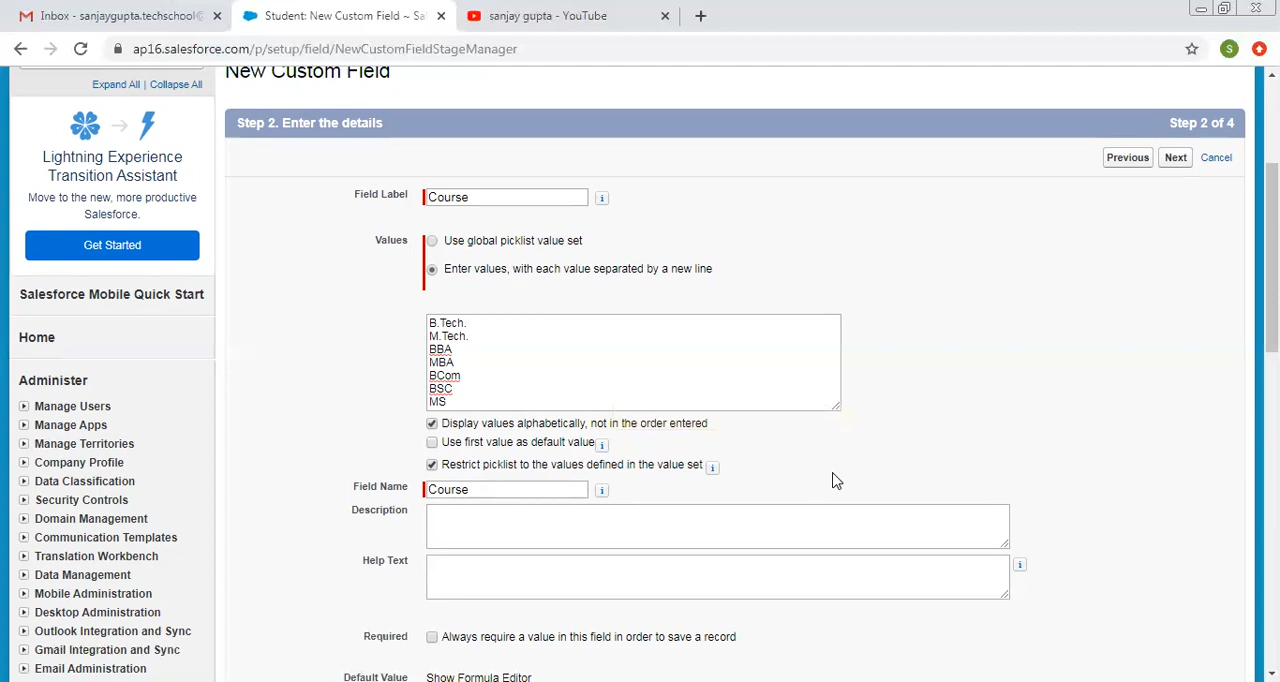 Inbox - sanjaygupta.techschool@
Student: New Custom Field ~ Sa
sanjay gupta - YouTube
ap16.salesforce.com/p/setup/field/NewCustomFieldStageManager
S
Expand All | Collapse All
New Custom Field
Lightning Experience
Transition Assistant
Move to the new, more productive
Salesforce.
Get Started
Salesforce Mobile Quick Start
Home
Administer
Manage Users
Manage Apps
Manage Territories
Company Profile
Data Classification
Security Controls
Domain Management
Communication Templates
Translation Workbench
Data Management
Mobile Administration
Desktop Administration
Outlook Integration and Sync
Gmail Integration and Sync
Email Administration
Step 2. Enter the details
Step 2 of 4
Previous Next Cancel
Field Label Course
Values Use global picklist value set
Enter values, with each value separated by a new line
B.Tech.
M.Tech.
BBA
MBA
BCom
BSC
MS
Display values alphabetically, not in the order entered
Use first value as default value
Restrict picklist to the values defined in the value set
Field Name Course
Description
Help Text
Required Always require a value in this field in order to save a record
Default Value Show Formula Editor